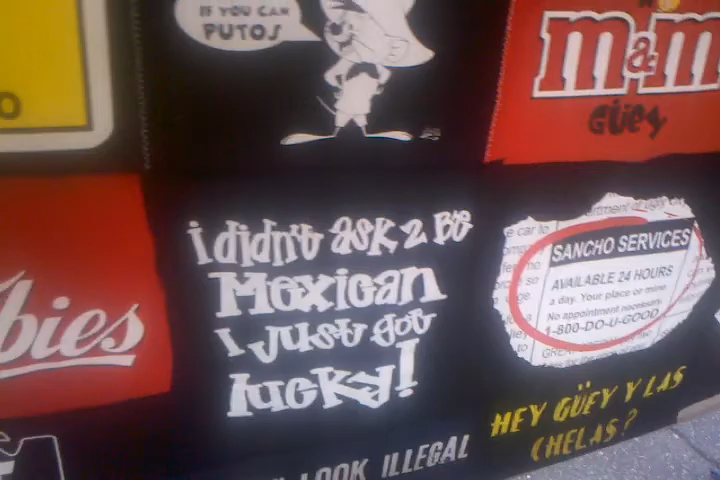 IF YOU CAN
PUTOS
m&m
GÜEY
O
bies
i didn't ask 2 BE
Mexican
I Just got
lucky!
SANCHO SERVICES
AVAILABLE 24 HOURS
a day. Your place or mine
No appointment necessary
1-800-DO-U-GOOD
HEY GÜEY Y LAS
CHELAS?
LOOK ILLEGAL